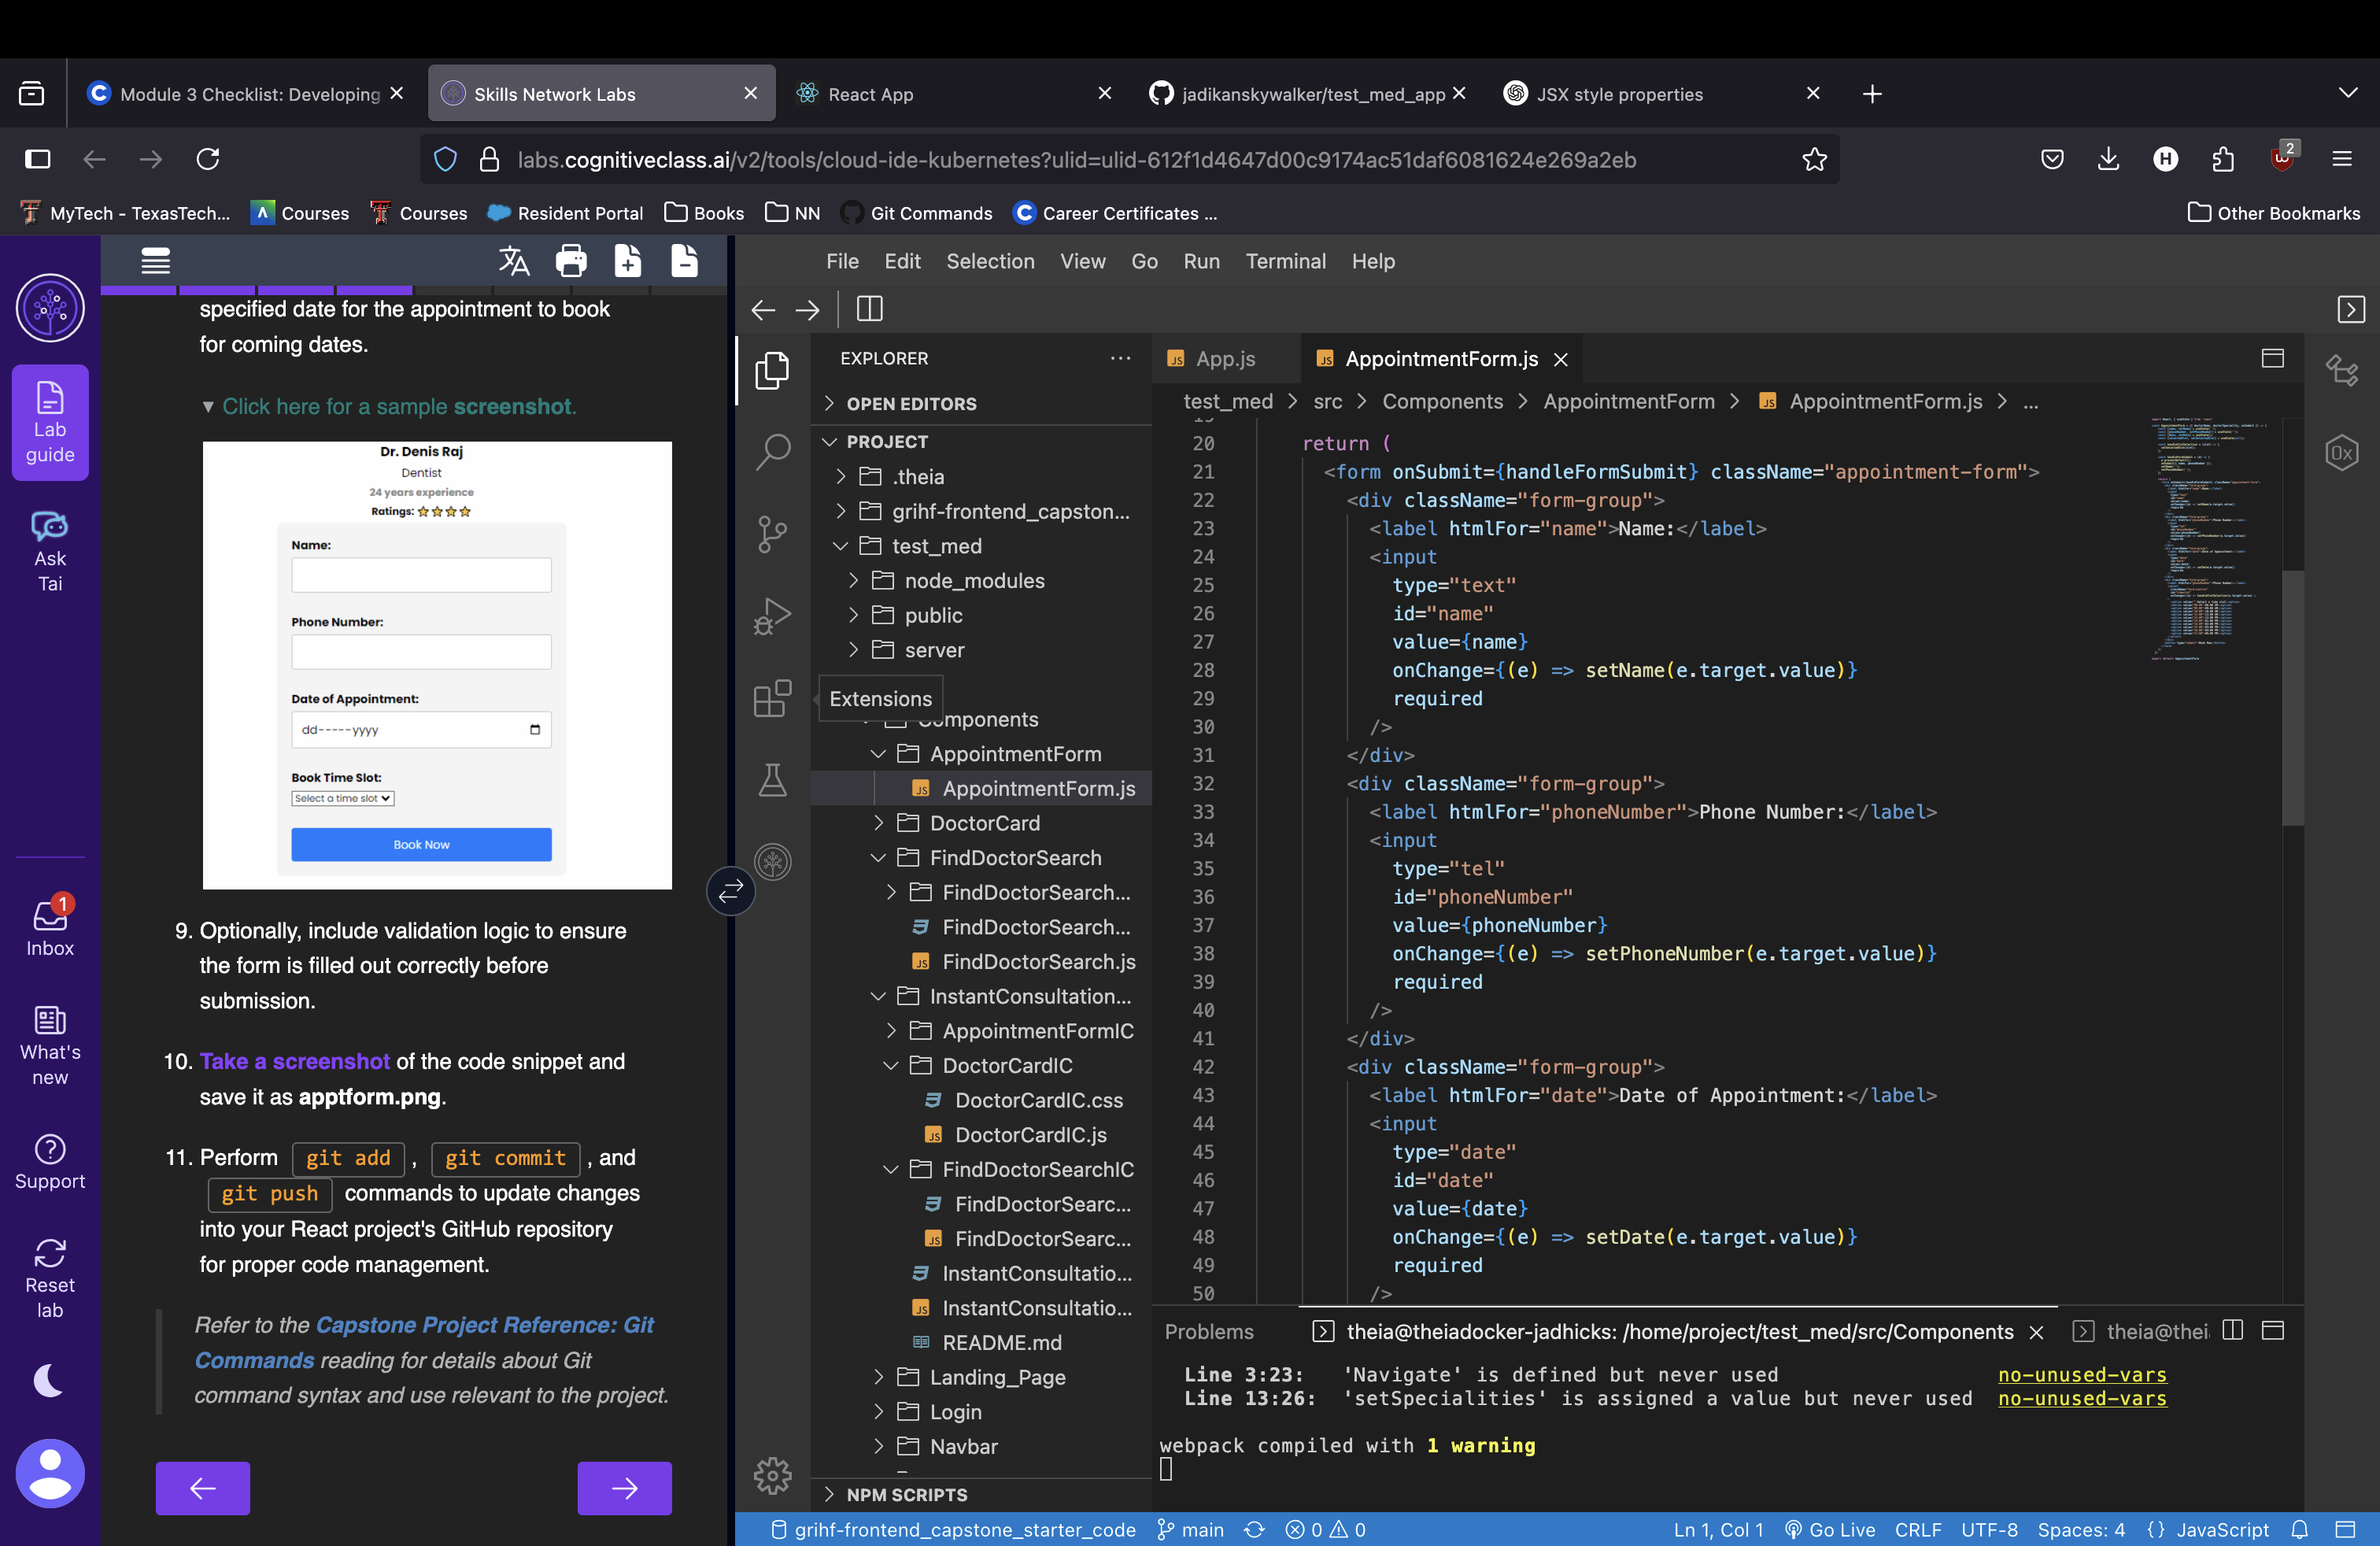 Module 3 Checklist: Developing
Skills Network Labs
React App
jadikanskywalker/test_med_app
JSX style properties
labs.cognitiveclass.ai/v2/tools/cloud-ide-kubernetes?ulid=ulid-612f1d4647d00c9174ac51daf6081624e269a2eb
2
MyTech - TexasTech...
Courses
Courses
Resident Portal
Books
NN
Git Commands
Career Certificates ...
Other Bookmarks
Lab
guide
Ask
Tai
1
Inbox
What's
new
Support
Reset
lab
specified date for the appointment to book
for coming dates.
▼ Click here for a sample screenshot.
Dr. Denis Raj
Dentist
24 years experience
Ratings:
Name:
Phone Number:
Date of Appointment:
dd-----yyyy
Book Time Slot:
Select a time slot
Book Now
9. Optionally, include validation logic to ensure
the form is filled out correctly before
submission.
10. Take a screenshot of the code snippet and
save it as apptform.png.
11. Perform git add , git commit , and
git push commands to update changes
into your React project's GitHub repository
for proper code management.
Refer to the Capstone Project Reference: Git
Commands reading for details about Git
command syntax and use relevant to the project.
File Edit Selection View Go Run Terminal Help
EXPLORER
OPEN EDITORS
PROJECT
.theia
grihf-frontend_capston...
test_med
node_modules
public
server
Extensions
Components
AppointmentForm
AppointmentForm.js
DoctorCard
FindDoctorSearch
FindDoctorSearch...
FindDoctorSearch...
FindDoctorSearch.js
InstantConsultation...
AppointmentFormIC
DoctorCardIC
DoctorCardIC.css
DoctorCardIC.js
FindDoctorSearchIC
FindDoctorSearc...
FindDoctorSearc...
InstantConsultatio...
InstantConsultatio...
README.md
Landing_Page
Login
Navbar
NPM SCRIPTS
App.js
AppointmentForm.js
test_med > src > Components > AppointmentForm > AppointmentForm.js > ...
20 return (
21 <form onSubmit={handleFormSubmit} className="appointment-form">
22 <div className="form-group">
23 <label htmlFor="name">Name:</label>
24 <input
25 type="text"
26 id="name"
27 value={name}
28 onChange={(e) => setName(e.target.value)}
29 required
30 />
31 </div>
32 <div className="form-group">
33 <label htmlFor="phoneNumber">Phone Number:</label>
34 <input
35 type="tel"
36 id="phoneNumber"
37 value={phoneNumber}
38 onChange={(e) => setPhoneNumber(e.target.value)}
39 required
40 />
41 </div>
42 <div className="form-group">
43 <label htmlFor="date">Date of Appointment:</label>
44 <input
45 type="date"
46 id="date"
47 value={date}
48 onChange={(e) => setDate(e.target.value)}
49 required
50 />
Problems
theia@theiadocker-jadhicks: /home/project/test_med/src/Components
theia@thei
Line 3:23: 'Navigate' is defined but never used no-unused-vars
Line 13:26: 'setSpecialities' is assigned a value but never used no-unused-vars
webpack compiled with 1 warning
grihf-frontend_capstone_starter_code
main
0
0
Ln 1, Col 1
Go Live
CRLF
UTF-8
Spaces: 4
{} JavaScript